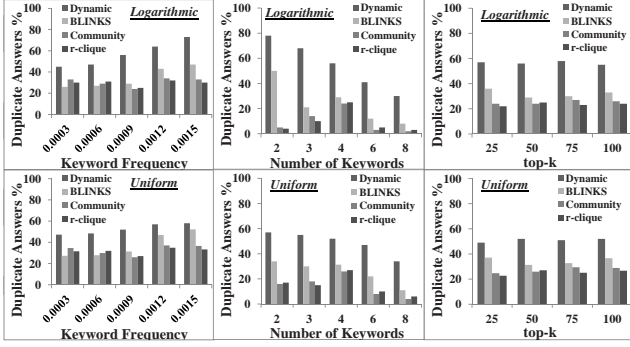 Logarithmic
Duplicate Answers %
100
80
60
40
20
0
Dynamic
BLINKS
Community
r-clique
0.0003
0.0006
0.0009
0.0012
0.0015
Keyword Frequency
Logarithmic
Duplicate Answers %
80
60
40
20
0
Dynamic
BLINKS
Community
r-clique
2 3 4 6 8
Number of Keywords
Logarithmic
Duplicate Answers %
100
80
60
40
20
0
Dynamic
BLINKS
Community
r-clique
25 50 75 100
top-k
Uniform
Duplicate Answers %
100
80
60
40
20
0
Dynamic
BLINKS
Community
r-clique
0.0003
0.0006
0.0009
0.0012
0.0015
Keyword Frequency
Uniform
Duplicate Answers %
100
80
60
40
20
0
Dynamic
BLINKS
Community
r-clique
2 3 4 6 8
Number of Keywords
Uniform
Duplicate Answers %
100
80
60
40
20
0
Dynamic
BLINKS
Community
r-clique
25 50 75 100
top-k